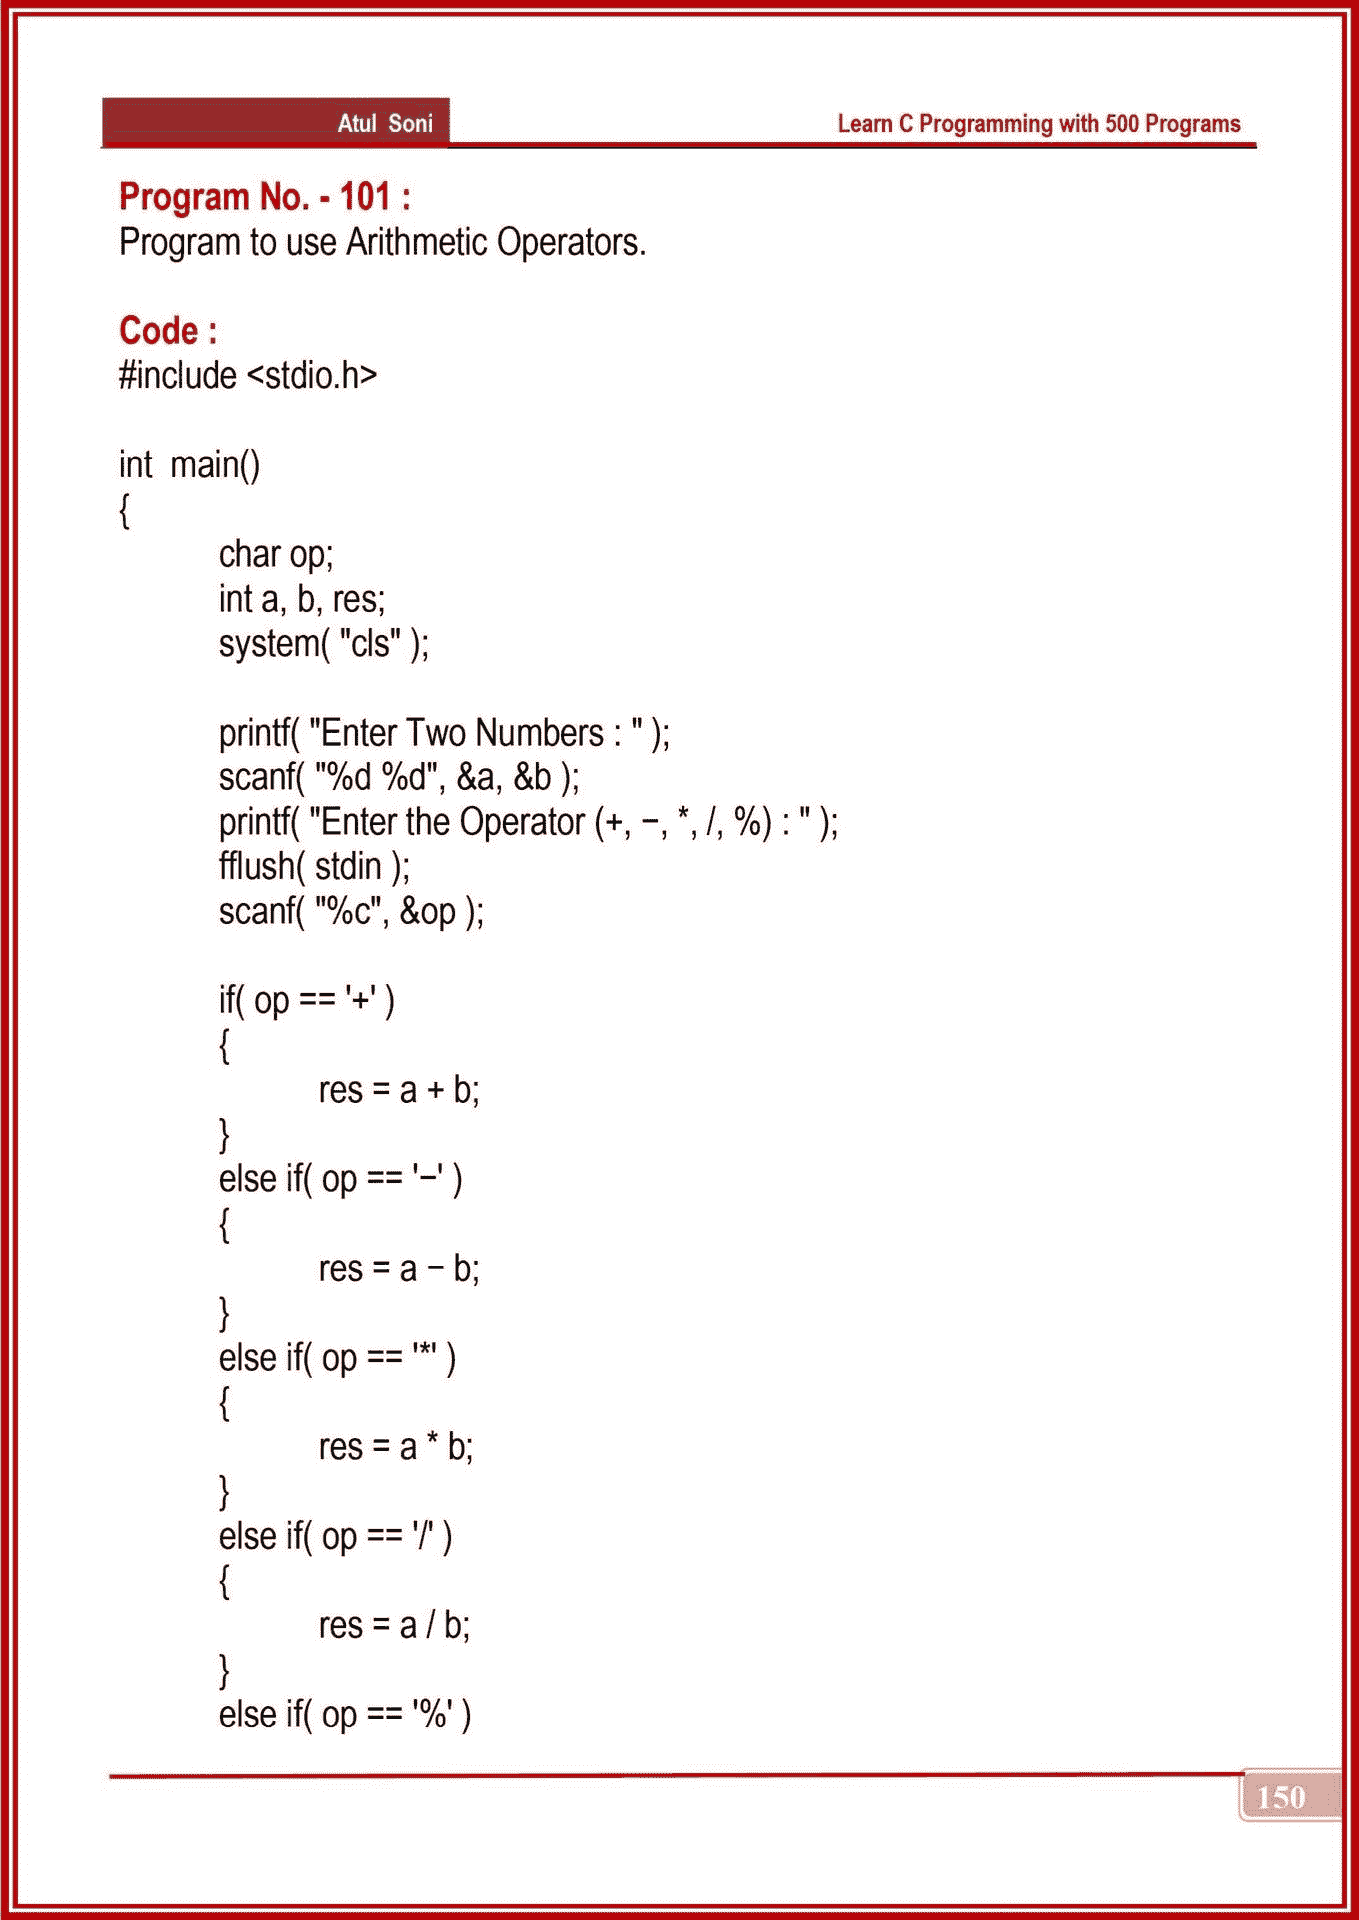 Atul  Soni
Learn C Programming with 500 Programs
Program No. - 101 :
Program to use Arithmetic Operators.
Code :
#include <stdio.h>
int  main()
{
char op;
int a, b, res;
system( "cls" );
printf( "Enter Two Numbers : " );
scanf( "%d %d", &a, &b );
printf( "Enter the Operator (+, −, *, /, %) : " );
fflush( stdin );
scanf( "%c", &op );
if( op == '+' )
{
res = a + b;
}
else if( op == '−' )
{
res = a − b;
}
else if( op == '*' )
{
res = a * b;
}
else if( op == '/' )
{
res = a / b;
}
else if( op == '%' )
150